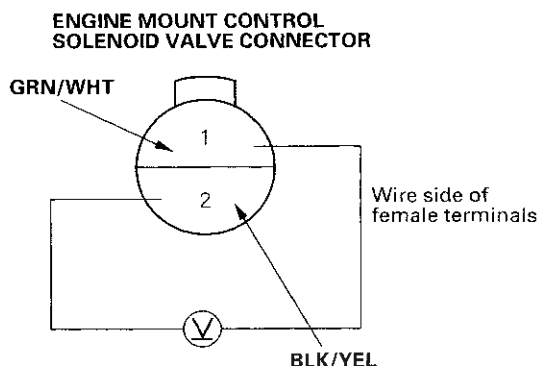 ENGINE MOUNT CONTROL
SOLENOID VALVE CONNECTOR
GRN/WHT
1
2
Wire side of
female terminals
V
BLK/YEL